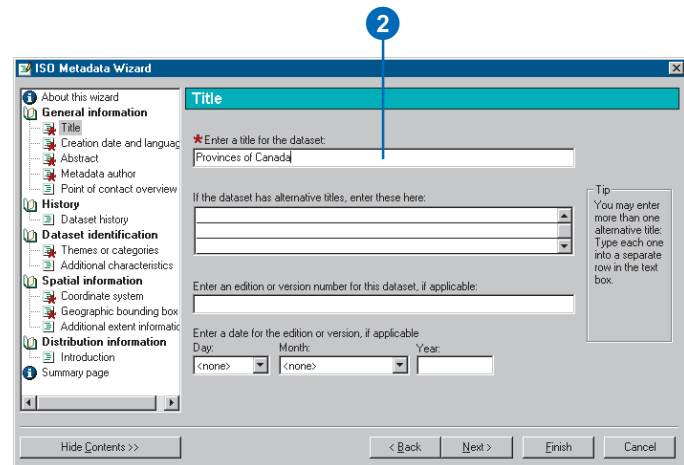 2
ISO Metadata Wizard
About this wizard
General information
Title
Creation date and languag
Abstract
Metadata author
Point of contact overview
History
Dataset history
Dataset identification
Themes or categories
Additional characteristics
Spatial information
Coordinate system
Geographic bounding box
Additional extent informatic
Distribution information
Introduction
Summary page
Title
*Enter a title for the dataset:
Provinces of Canada
If the dataset has alternative titles, enter these here:
Enter an edition or version number for this dataset, if applicable:
Enter a date for the edition or version, if applicable
Day: Month: Year:
<none> <none>
Tip
You may enter
more than one
alternative title:
Type each one
into a separate
row in the text
box.
Hide Contents >> < Back Next > Finish Cancel